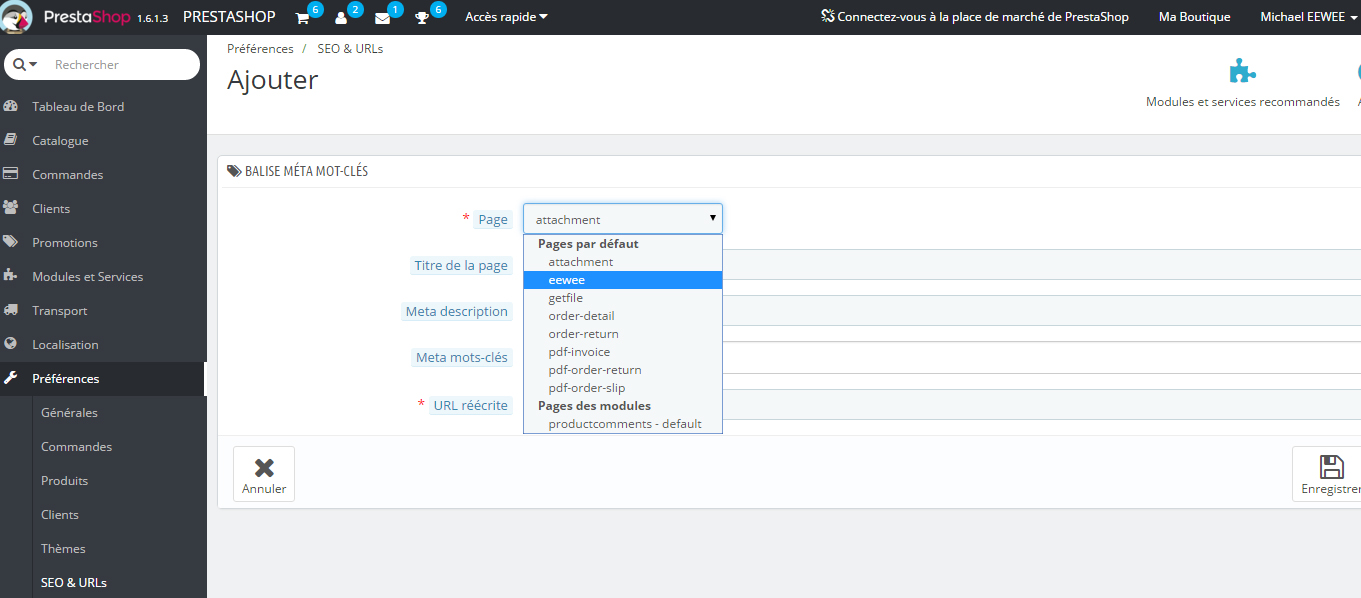 PrestaShop 1.6.1.3 PRESTASHOP 6 2 1 6 Accès rapide Connectez-vous à la place de marché de PrestaShop Ma Boutique Michael EEWEE
Rechercher
Tableau de Bord
Catalogue
Commandes
Clients
Promotions
Modules et Services
Transport
Localisation
Préférences
Générales
Commandes
Produits
Clients
Thèmes
SEO & URLs
Préférences / SEO & URLs
Ajouter
Modules et services recommandés
BALISE MÉTA MOT-CLÉS
* Page attachment
Pages par défaut
attachment
eewee
getfile
order-detail
order-return
pdf-invoice
pdf-order-return
pdf-order-slip
Pages des modules
productcomments - default
Titre de la page
Meta description
Meta mots-clés
* URL réécrite
Annuler
Enregistrer